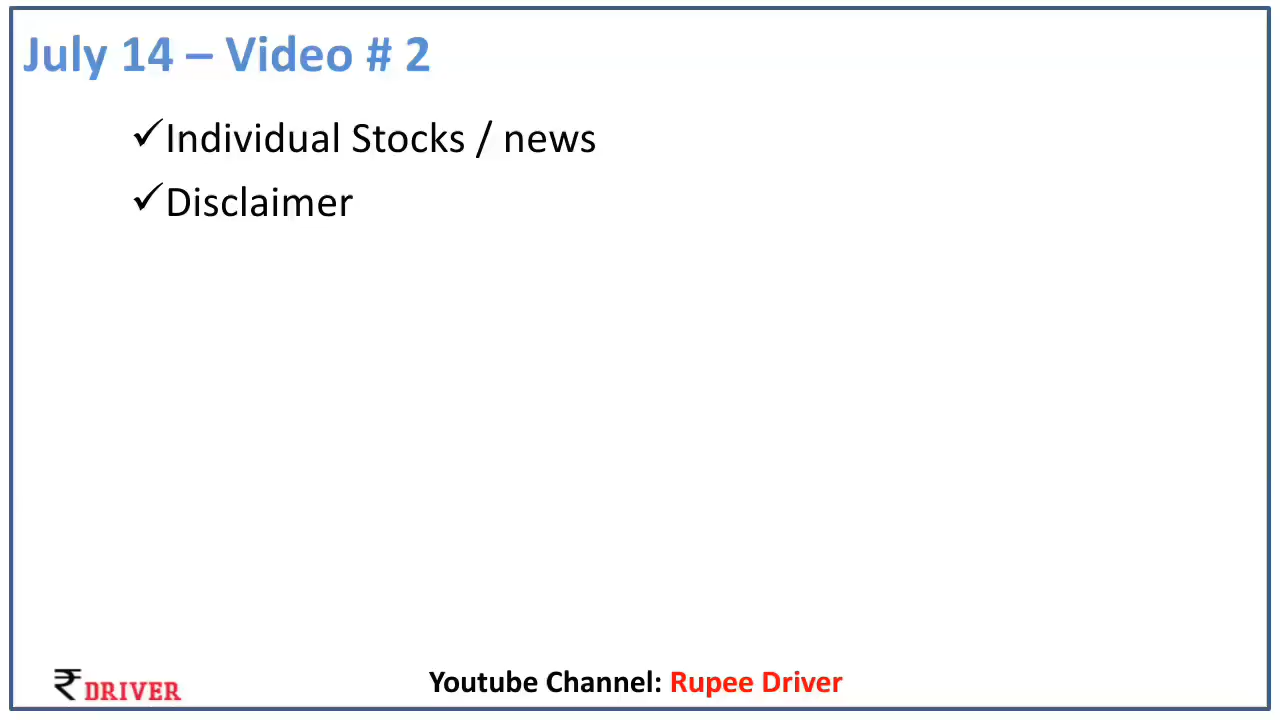 July 14 – Video # 2
✓Individual Stocks / news
✓Disclaimer
₹ DRIVER
Youtube Channel: Rupee Driver